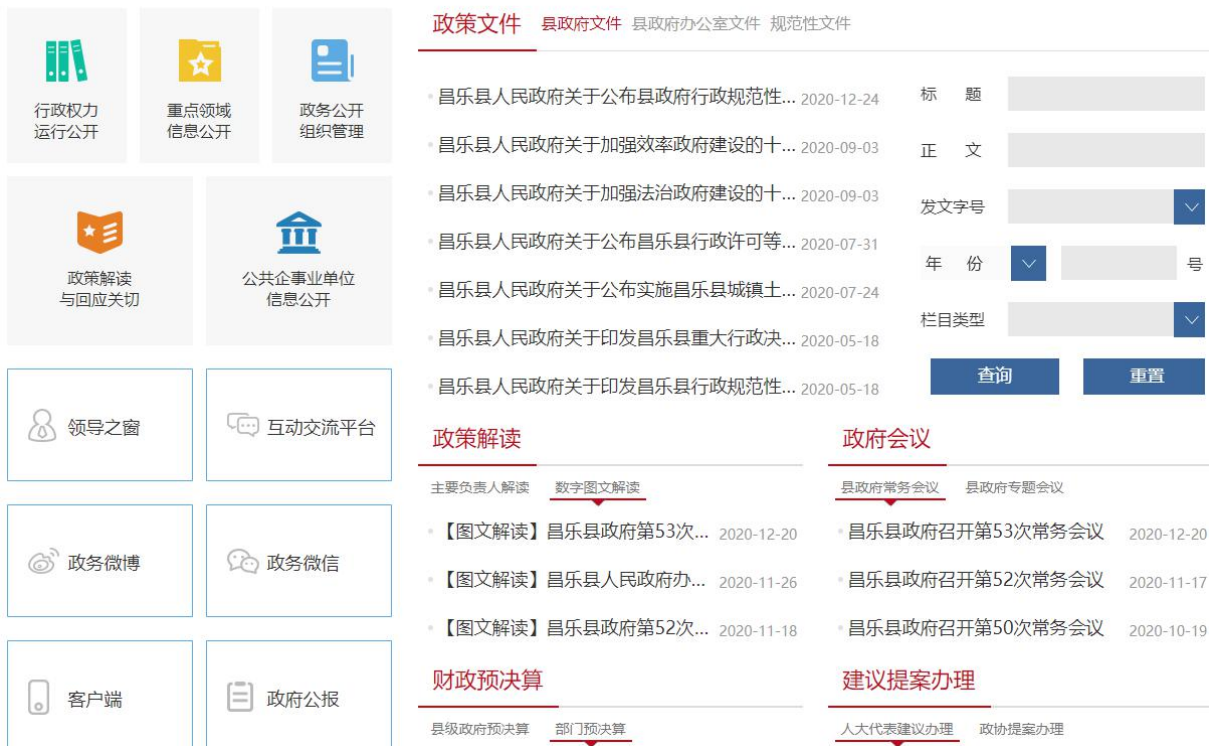 行政权力
运行公开
重点领域
信息公开
政务公开
组织管理
政策解读
与回应关切
公共企事业单位
信息公开
领导之窗
互动交流平台
政务微博
政务微信
客户端
政府公报
政策文件 县政府文件 县政府办公室文件 规范性文件
昌乐县人民政府关于公布县政府行政规范性... 2020-12-24
昌乐县人民政府关于加强效率政府建设的十... 2020-09-03
昌乐县人民政府关于加强法治政府建设的十... 2020-09-03
昌乐县人民政府关于公布昌乐县行政许可等... 2020-07-31
昌乐县人民政府关于公布实施昌乐县城镇土... 2020-07-24
昌乐县人民政府关于印发昌乐县重大行政决... 2020-05-18
昌乐县人民政府关于印发昌乐县行政规范性... 2020-05-18
标 题
正 文
发文字号
年 份 号
栏目类型
查询 重置
政策解读
主要负责人解读 数字图文解读
【图文解读】昌乐县政府第53次... 2020-12-20
【图文解读】昌乐县人民政府办... 2020-11-26
【图文解读】昌乐县政府第52次... 2020-11-18
政府会议
县政府常务会议 县政府专题会议
昌乐县政府召开第53次常务会议 2020-12-20
昌乐县政府召开第52次常务会议 2020-11-17
昌乐县政府召开第50次常务会议 2020-10-19
财政预决算
县级政府预决算 部门预决算
建议提案办理
人大代表建议办理 政协提案办理